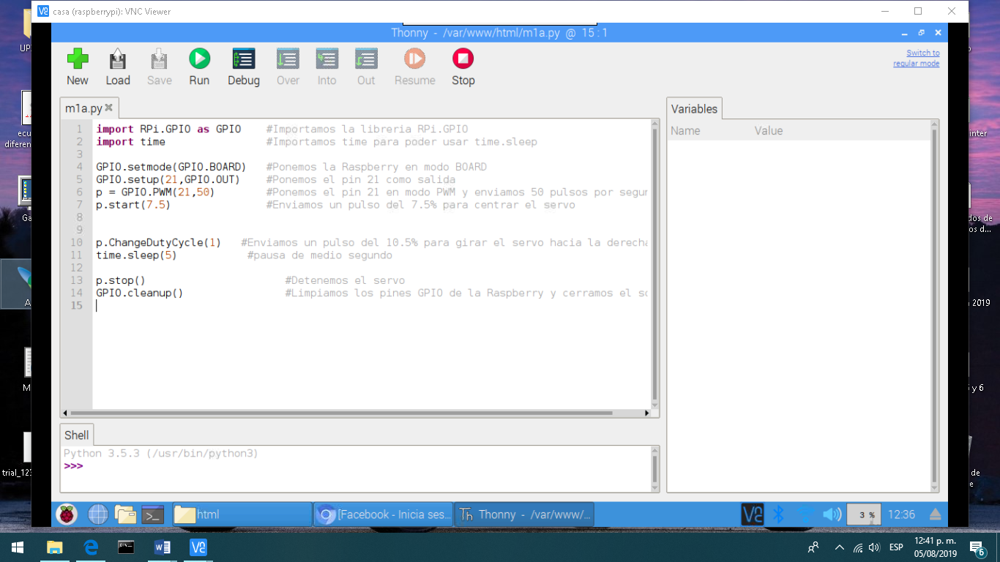 casa (raspberrypi): VNC Viewer
Thonny - /var/www/html/m1a.py @ 15 : 1
New Load Save Run Debug Over Into Out Resume Stop
Switch to
regular mode
m1a.py
1 import RPi.GPIO as GPIO #Importamos la libreria RPi.GPIO
2 import time #Importamos time para poder usar time.sleep
3
4 GPIO.setmode(GPIO.BOARD) #Ponemos la Raspberry en modo BOARD
5 GPIO.setup(21,GPIO.OUT) #Ponemos el pin 21 como salida
6 p = GPIO.PWM(21,50) #Ponemos el pin 21 en modo PWM y enviamos 50 pulsos por segun
7 p.start(7.5) #Enviamos un pulso del 7.5% para centrar el servo
8
9
10 p.ChangeDutyCycle(1) #Enviamos un pulso del 10.5% para girar el servo hacia la derecha
11 time.sleep(5) #pausa de medio segundo
12
13 p.stop() #Detenemos el servo
14 GPIO.cleanup() #Limpiamos los pines GPIO de la Raspberry y cerramos el sc
15
Variables
Name Value
Shell
Python 3.5.3 (/usr/bin/python3)
>>>
html
[Facebook - Inicia ses...
Thonny - /var/www/...
3 %
12:36
UP
ecu
diferen
Ga
A
M
trial_123
inter
dos de
os d...
2019
y 6
de
e
ESP
12:41 p. m.
05/08/2019
6